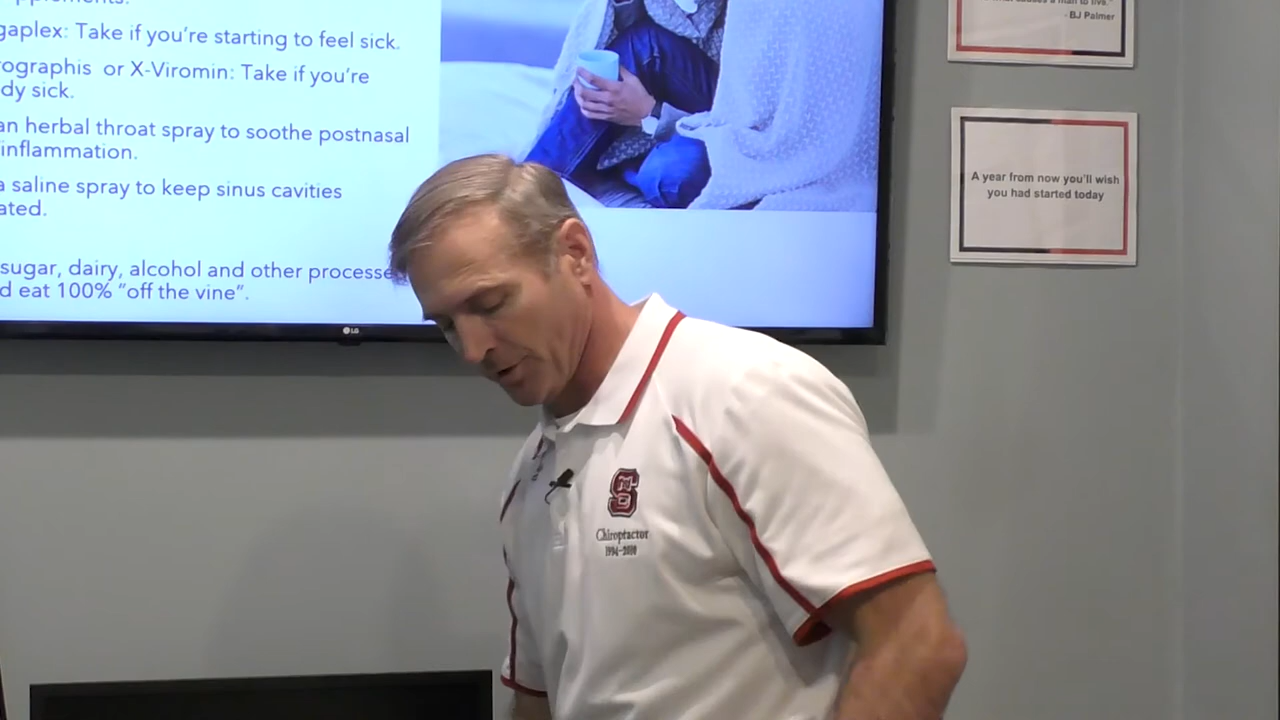 gaplex: Take if you're starting to feel sick.
rographis or X-Viromin: Take if you're
dy sick.
an herbal throat spray to soothe postnasal
inflammation.
a saline spray to keep sinus cavities
ated.
sugar, dairy, alcohol and other processe
d eat 100% "off the vine".
LG
- BJ Palmer
A year from now you'll wish
you had started today
S
Chiropractor